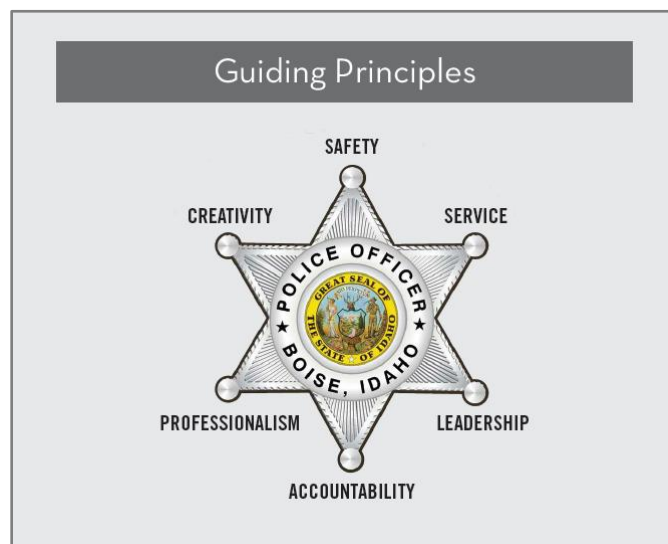 Guiding Principles
SAFETY
CREATIVITY
SERVICE
POLICE OFFICER
GREAT SEAL OF
THE STATE OF IDAHO
BOISE, IDAHO
PROFESSIONALISM
LEADERSHIP
ACCOUNTABILITY